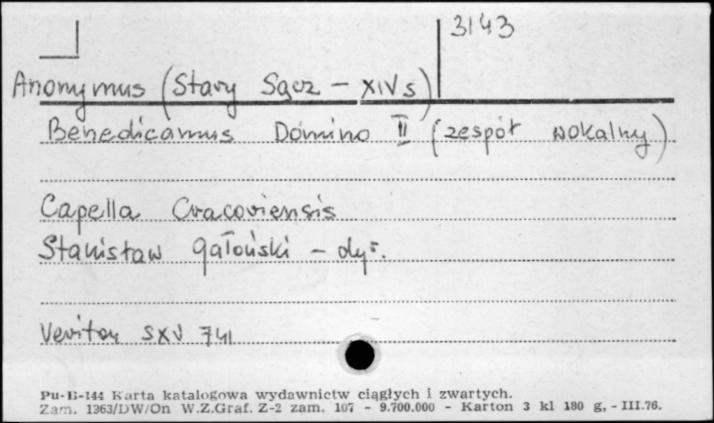 3143
Anonymus (Stary Sącz - XIV s)
Benedicamus Domino II (zespół wokalny)
Capella Cracoviensis
Stanisław Gałoński - dyr.
Veriton SXV 741
Pu-B-144 Karta katalogowa wydawnictw ciągłych i zwartych.
Zam. 1363/DW/On W.Z.Graf. Z-2 zam. 107 - 9.700.000 - Karton 3 kl 180 g, - III.76.